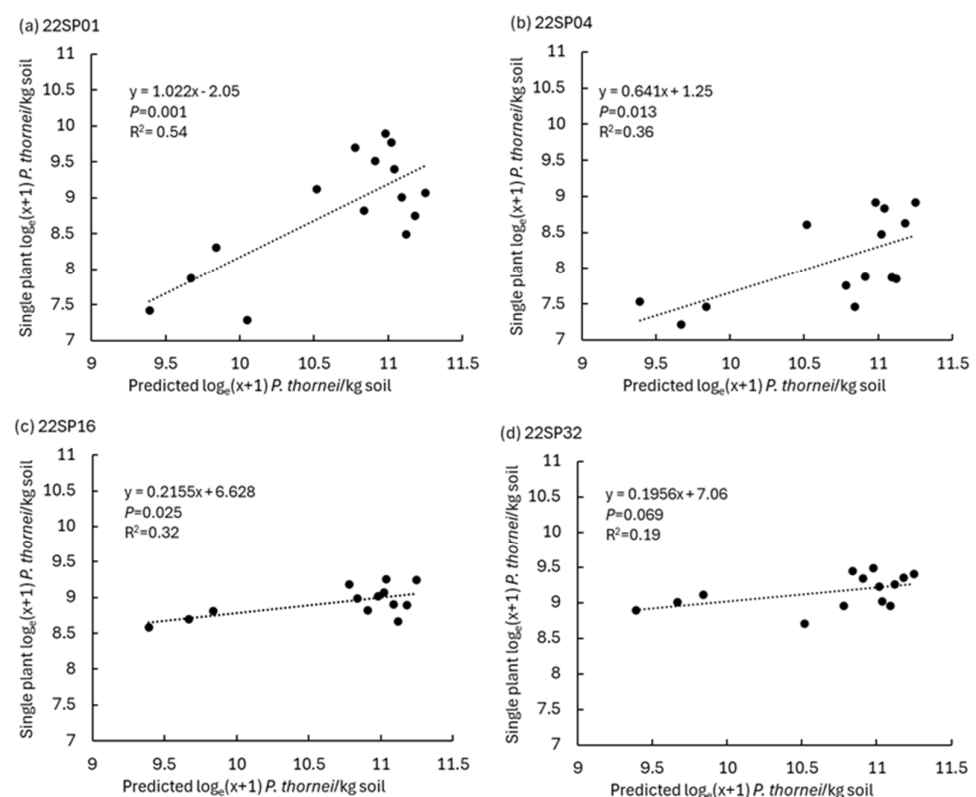 (a) 22SP01
Single plant logₑ(x+1) P. thornei/kg soil
11
10.5
10
9.5
9
8.5
8
7.5
7
y = 1.022x - 2.05
P=0.001
R²= 0.54
9
9.5
10
10.5
11
11.5
Predicted logₑ(x+1) P. thornei/kg soil
(b) 22SP04
Single plant logₑ(x+1) P. thornei/kg soil
11
10.5
10
9.5
9
8.5
8
7.5
7
y = 0.641x + 1.25
P=0.013
R²= 0.36
9
9.5
10
10.5
11
11.5
Predicted logₑ(x+1) P. thornei/kg soil
(c) 22SP16
Single plant logₑ(x+1) P. thornei/kg soil
11
10.5
10
9.5
9
8.5
8
7.5
7
y = 0.2155x + 6.628
P=0.025
R²=0.32
9
9.5
10
10.5
11
11.5
Predicted logₑ(x+1) P. thornei/kg soil
(d) 22SP32
Single plant logₑ(x+1) P. thornei/kg soil
11
10.5
10
9.5
9
8.5
8
7.5
7
y = 0.1956x + 7.06
P=0.069
R²=0.19
9
9.5
10
10.5
11
11.5
Predicted logₑ(x+1) P. thornei/kg soil